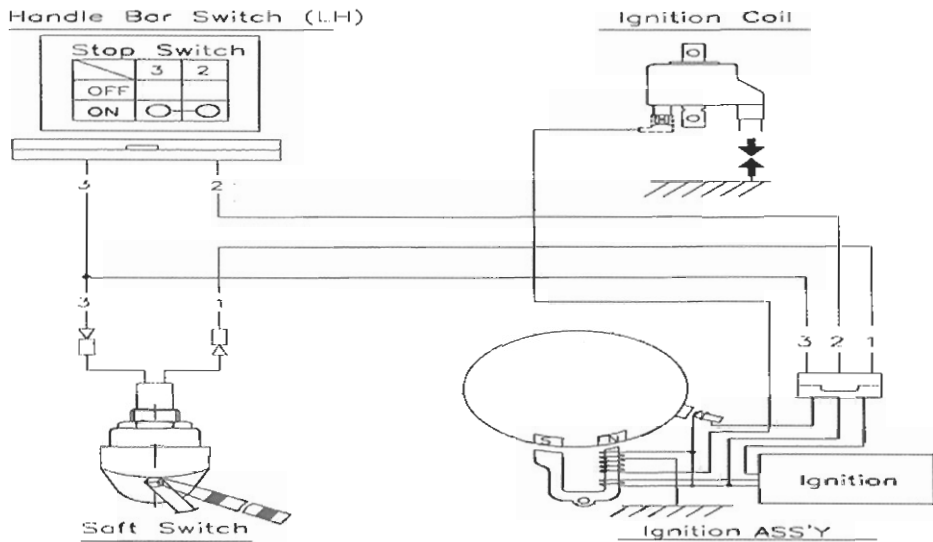 Handle Bar Switch (LH)
Ignition Coil
Stop Switch
3 2
OFF
ON
3 2
3 1
3 2 1
S N
Ignition
Saft Switch
Ignition ASS'Y